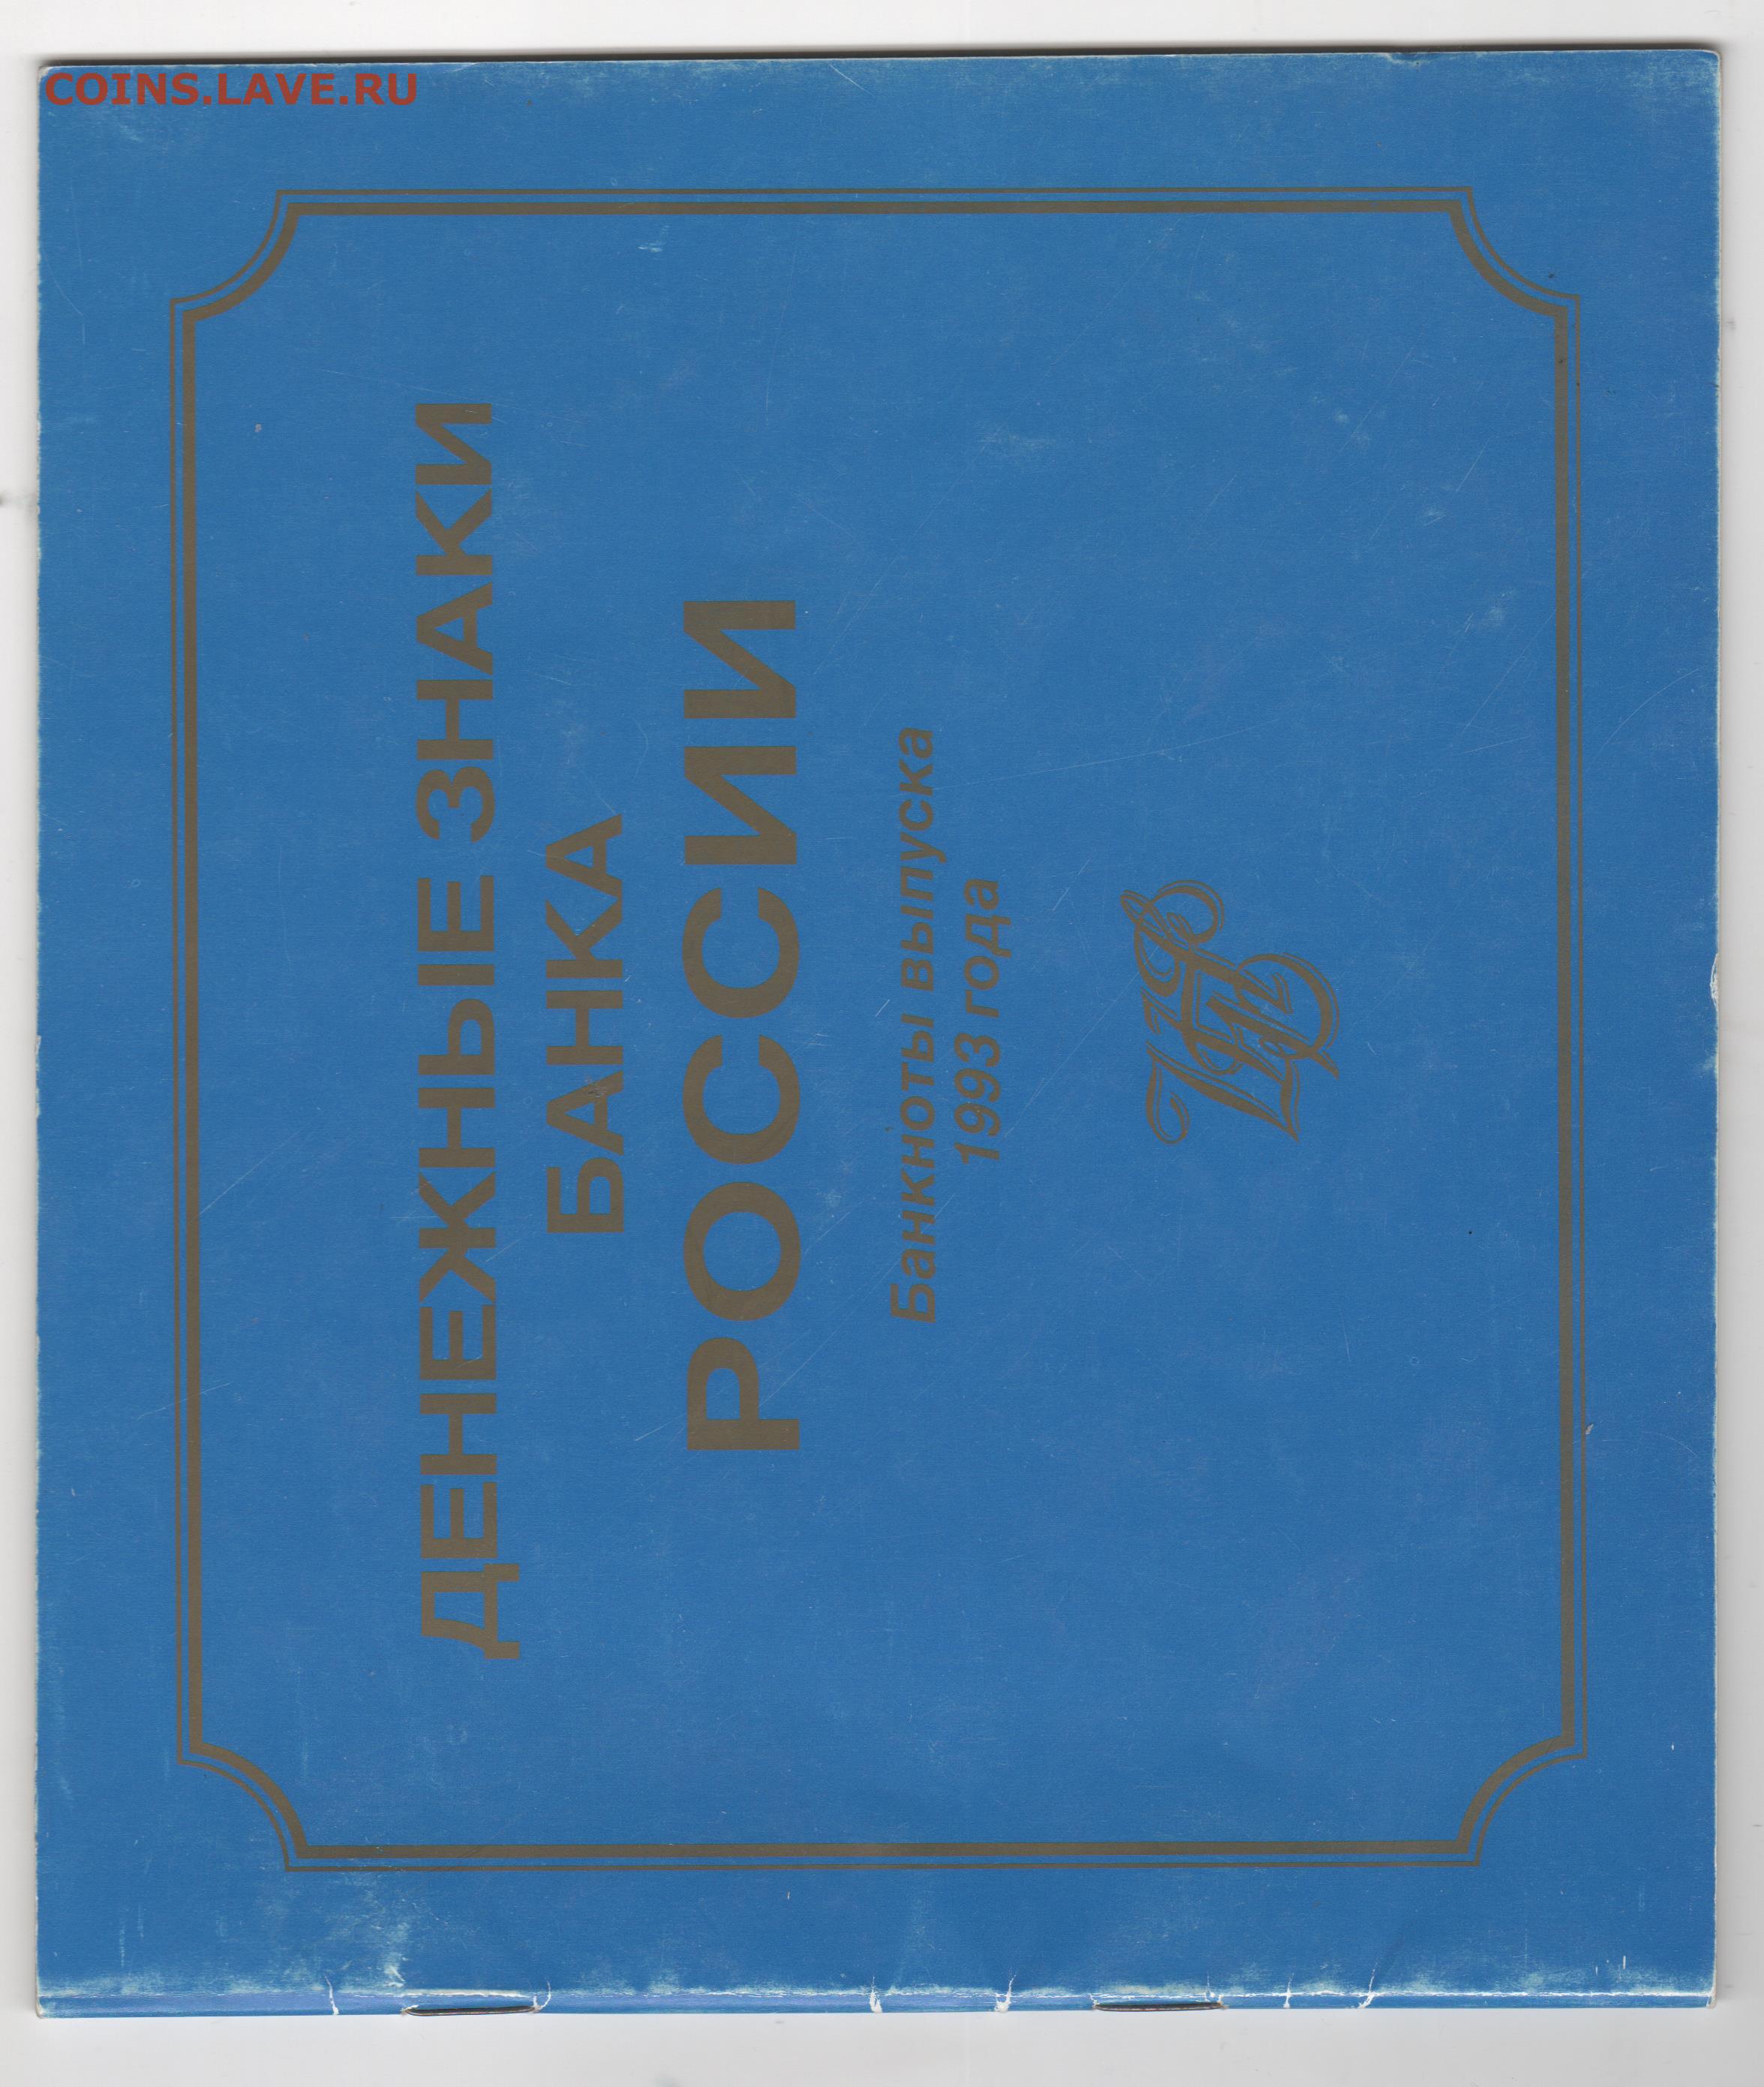 COINS.LAVE.RU
ДЕНЕЖНЫЕ ЗНАКИ
БАНКА
РОССИИ
Банкноты выпуска
1993 года